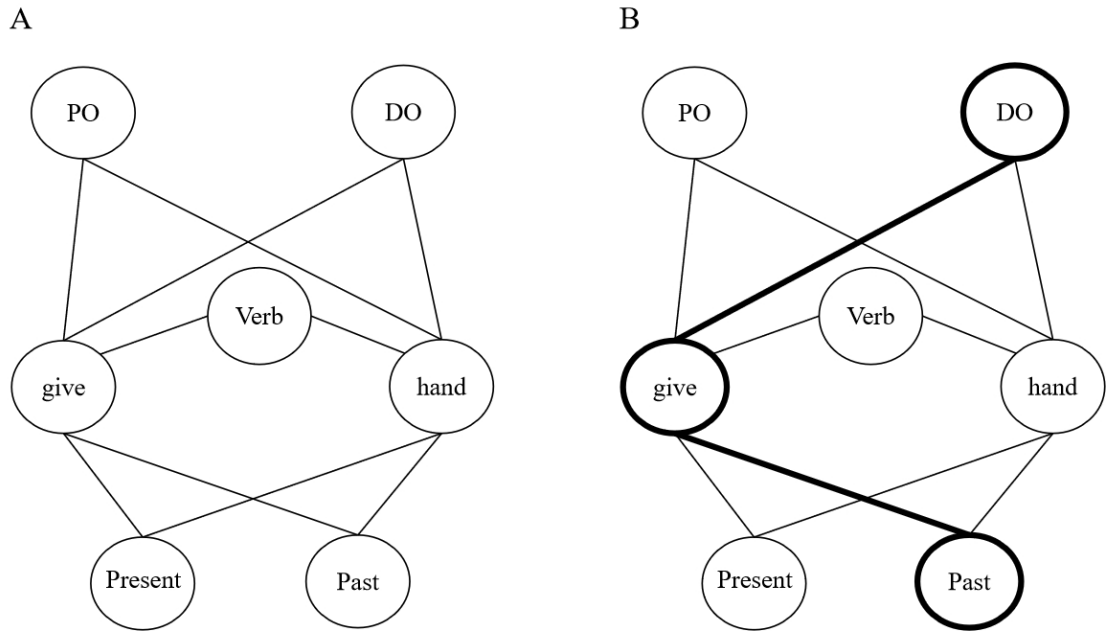 A
PO
DO
Verb
give
hand
Present
Past
B
PO
DO
Verb
give
hand
Present
Past